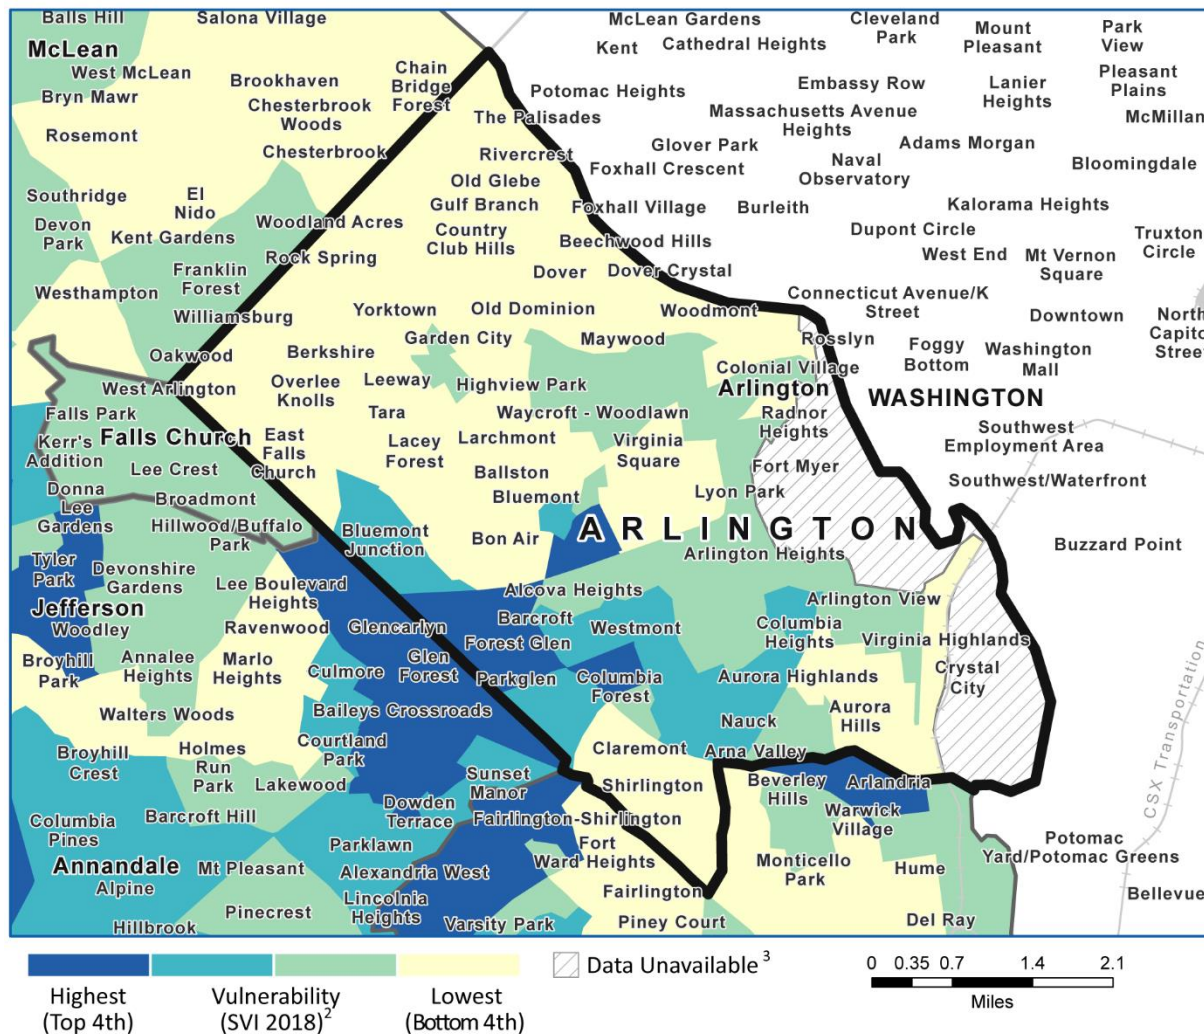 Balls Hill
Salona Village
McLean Gardens
Cleveland
Park
Mount
Pleasant
Park
View
McLean
Kent
Cathedral Heights
West McLean
Brookhaven
Chain
Bridge
Forest
Embassy Row
Lanier
Heights
Pleasant
Plains
Bryn Mawr
Chesterbrook
Woods
Potomac Heights
Massachusetts Avenue
Heights
McMillan
The Palisades
Rosemont
Chesterbrook
Rivercrest
Glover Park
Adams Morgan
Foxhall Crescent
Naval
Observatory
Bloomingdale
Old Glebe
Southridge
El
Nido
Gulf Branch
Foxhall Village
Burleith
Kalorama Heights
Devon
Park
Kent Gardens
Woodland Acres
Country
Club Hills
Beechwood Hills
Dupont Circle
West End
Mt Vernon
Square
Truxton
Circle
Rock Spring
Franklin
Forest
Dover
Dover Crystal
Westhampton
Connecticut Avenue/K
Street
Williamsburg
Yorktown
Old Dominion
Woodmont
Downtown
North
Capitol
Street
Garden City
Maywood
Rosslyn
Foggy
Bottom
Washington
Mall
Oakwood
Berkshire
Colonial Village
West Arlington
Overlee
Knolls
Leeway
Highview Park
Arlington
WASHINGTON
Falls Park
Tara
Waycroft - Woodlawn
Radnor
Heights
Southwest
Employment Area
Kerr's
Addition
Falls Church
East
Falls
Church
Lacey
Forest
Larchmont
Virginia
Square
Lee Crest
Ballston
Fort Myer
Southwest/Waterfront
Donna
Lee
Gardens
Broadmont
Bluemont
Lyon Park
Hillwood/Buffalo
Park
Bluemont
Junction
Bon Air
ARLINGTON
Arlington Heights
Buzzard Point
Tyler
Park
Devonshire
Gardens
Lee Boulevard
Heights
Alcova Heights
Arlington View
Jefferson
Woodley
Ravenwood
Glencarlyn
Barcroft
Westmont
Columbia
Heights
Forest Glen
Virginia Highlands
Broyhill
Park
Annalee
Heights
Marlo
Heights
Culmore
Glen
Forest
Parkglen
Columbia
Forest
Aurora Highlands
Crystal
City
Walters Woods
Baileys Crossroads
Nauck
Aurora
Hills
Broyhill
Crest
Holmes
Run
Park
Courtland
Park
Claremont
Arna Valley
Lakewood
Sunset
Manor
Shirlington
Beverley
Hills
Arlandria
CSX Transportation
Columbia
Pines
Barcroft Hill
Dowden
Terrace
Fairlington-Shirlington
Warwick
Village
Parklawn
Fort
Ward Heights
Potomac
Yard/Potomac Greens
Annandale
Alpine
Mt Pleasant
Alexandria West
Monticello
Park
Hume
Lincolnia
Heights
Fairlington
Bellevue
Pinecrest
Hillbrook
Varsity Park
Piney Court
Del Ray
Highest
(Top 4th)
Vulnerability
(SVI 2018)2
Lowest
(Bottom 4th)
Data Unavailable3
0 0.35 0.7 1.4 2.1
Miles